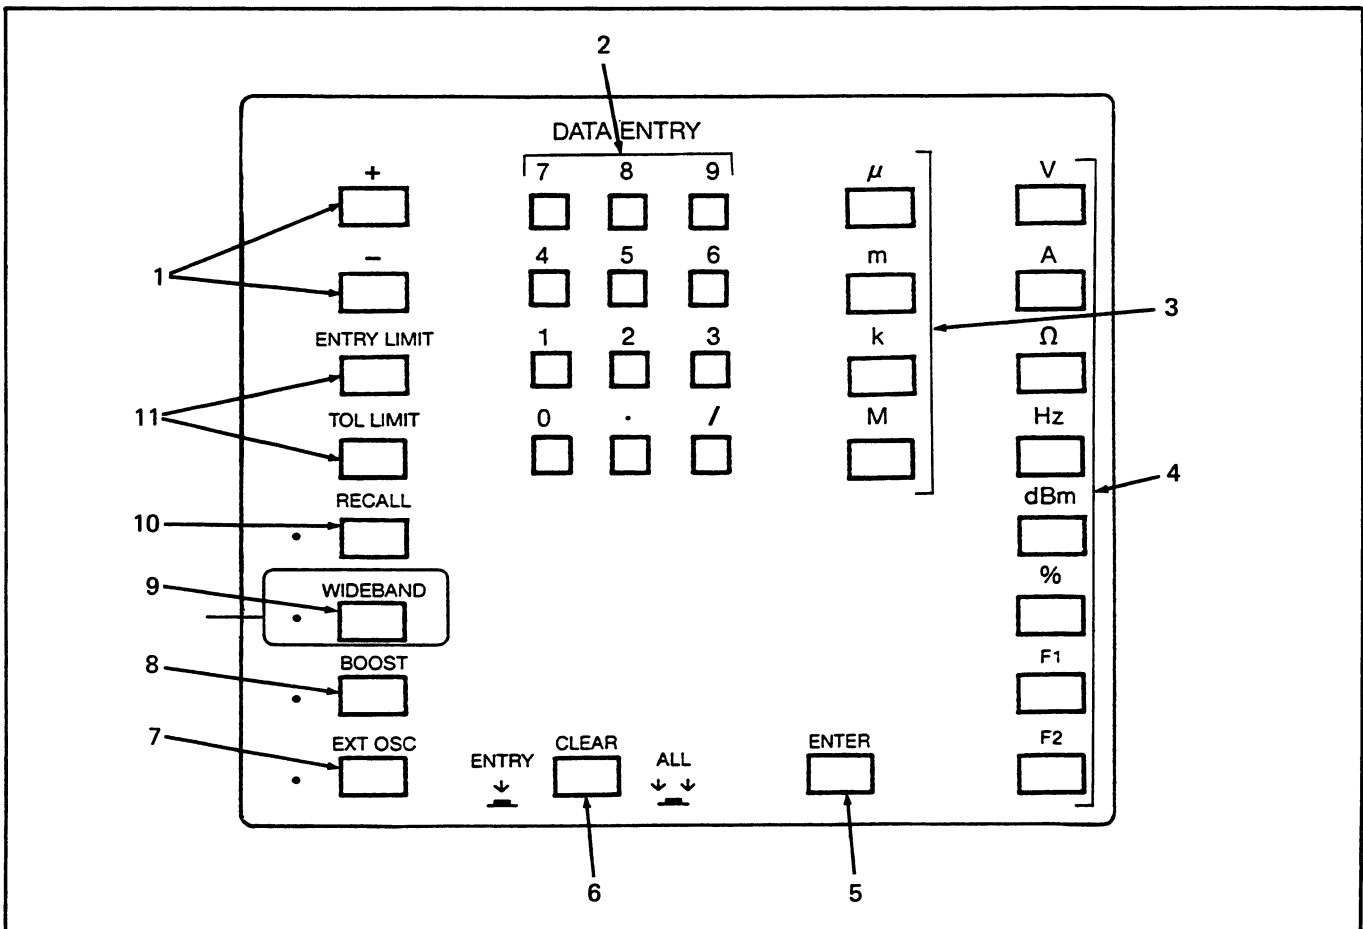 2
DATA ENTRY
+ 7 8 9 μ V
1 − 4 5 6 m A
3
ENTRY LIMIT 1 2 3 k Ω
11 TOL LIMIT 0 . / M Hz
4
10 RECALL dBm
9 WIDEBAND %
8 BOOST F1
7 EXT OSC ENTRY CLEAR ALL ENTER F2
6 5